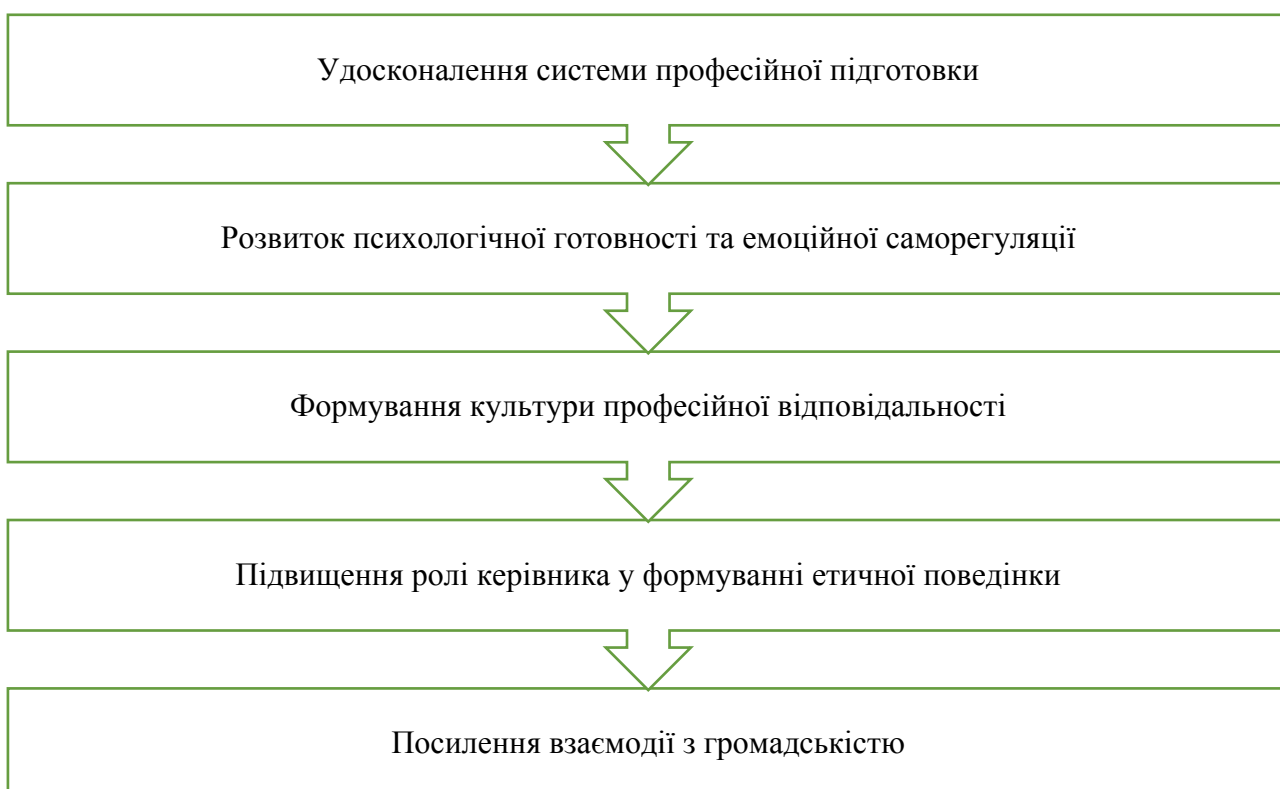 Удосконалення системи професійної підготовки
Розвиток психологічної готовності та емоційної саморегуляції
Формування культури професійної відповідальності
Підвищення ролі керівника у формуванні етичної поведінки
Посилення взаємодії з громадськістю